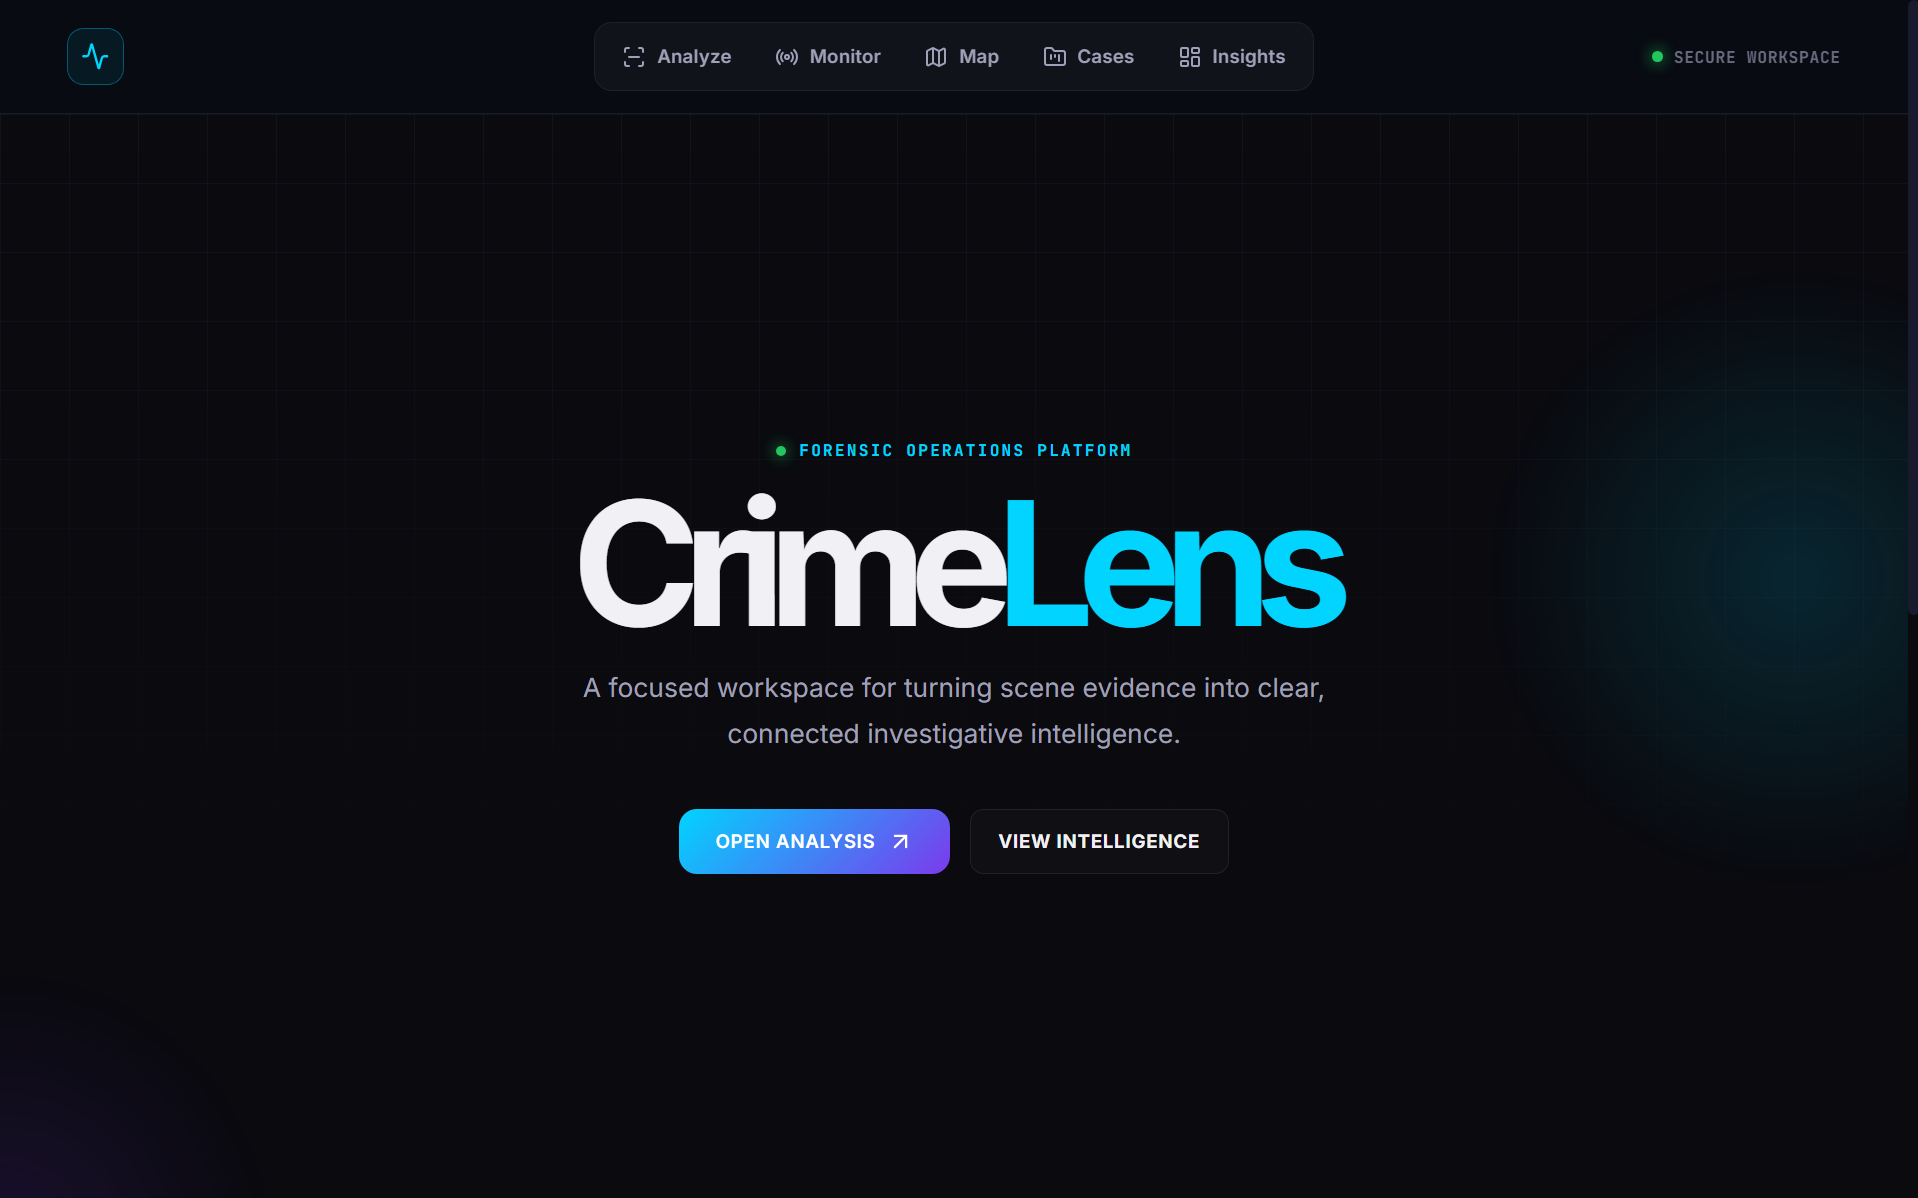 Analyze
Monitor
Map
Cases
Insights
SECURE WORKSPACE
FORENSIC OPERATIONS PLATFORM
CrimeLens
A focused workspace for turning scene evidence into clear,
connected investigative intelligence.
OPEN ANALYSIS
VIEW INTELLIGENCE